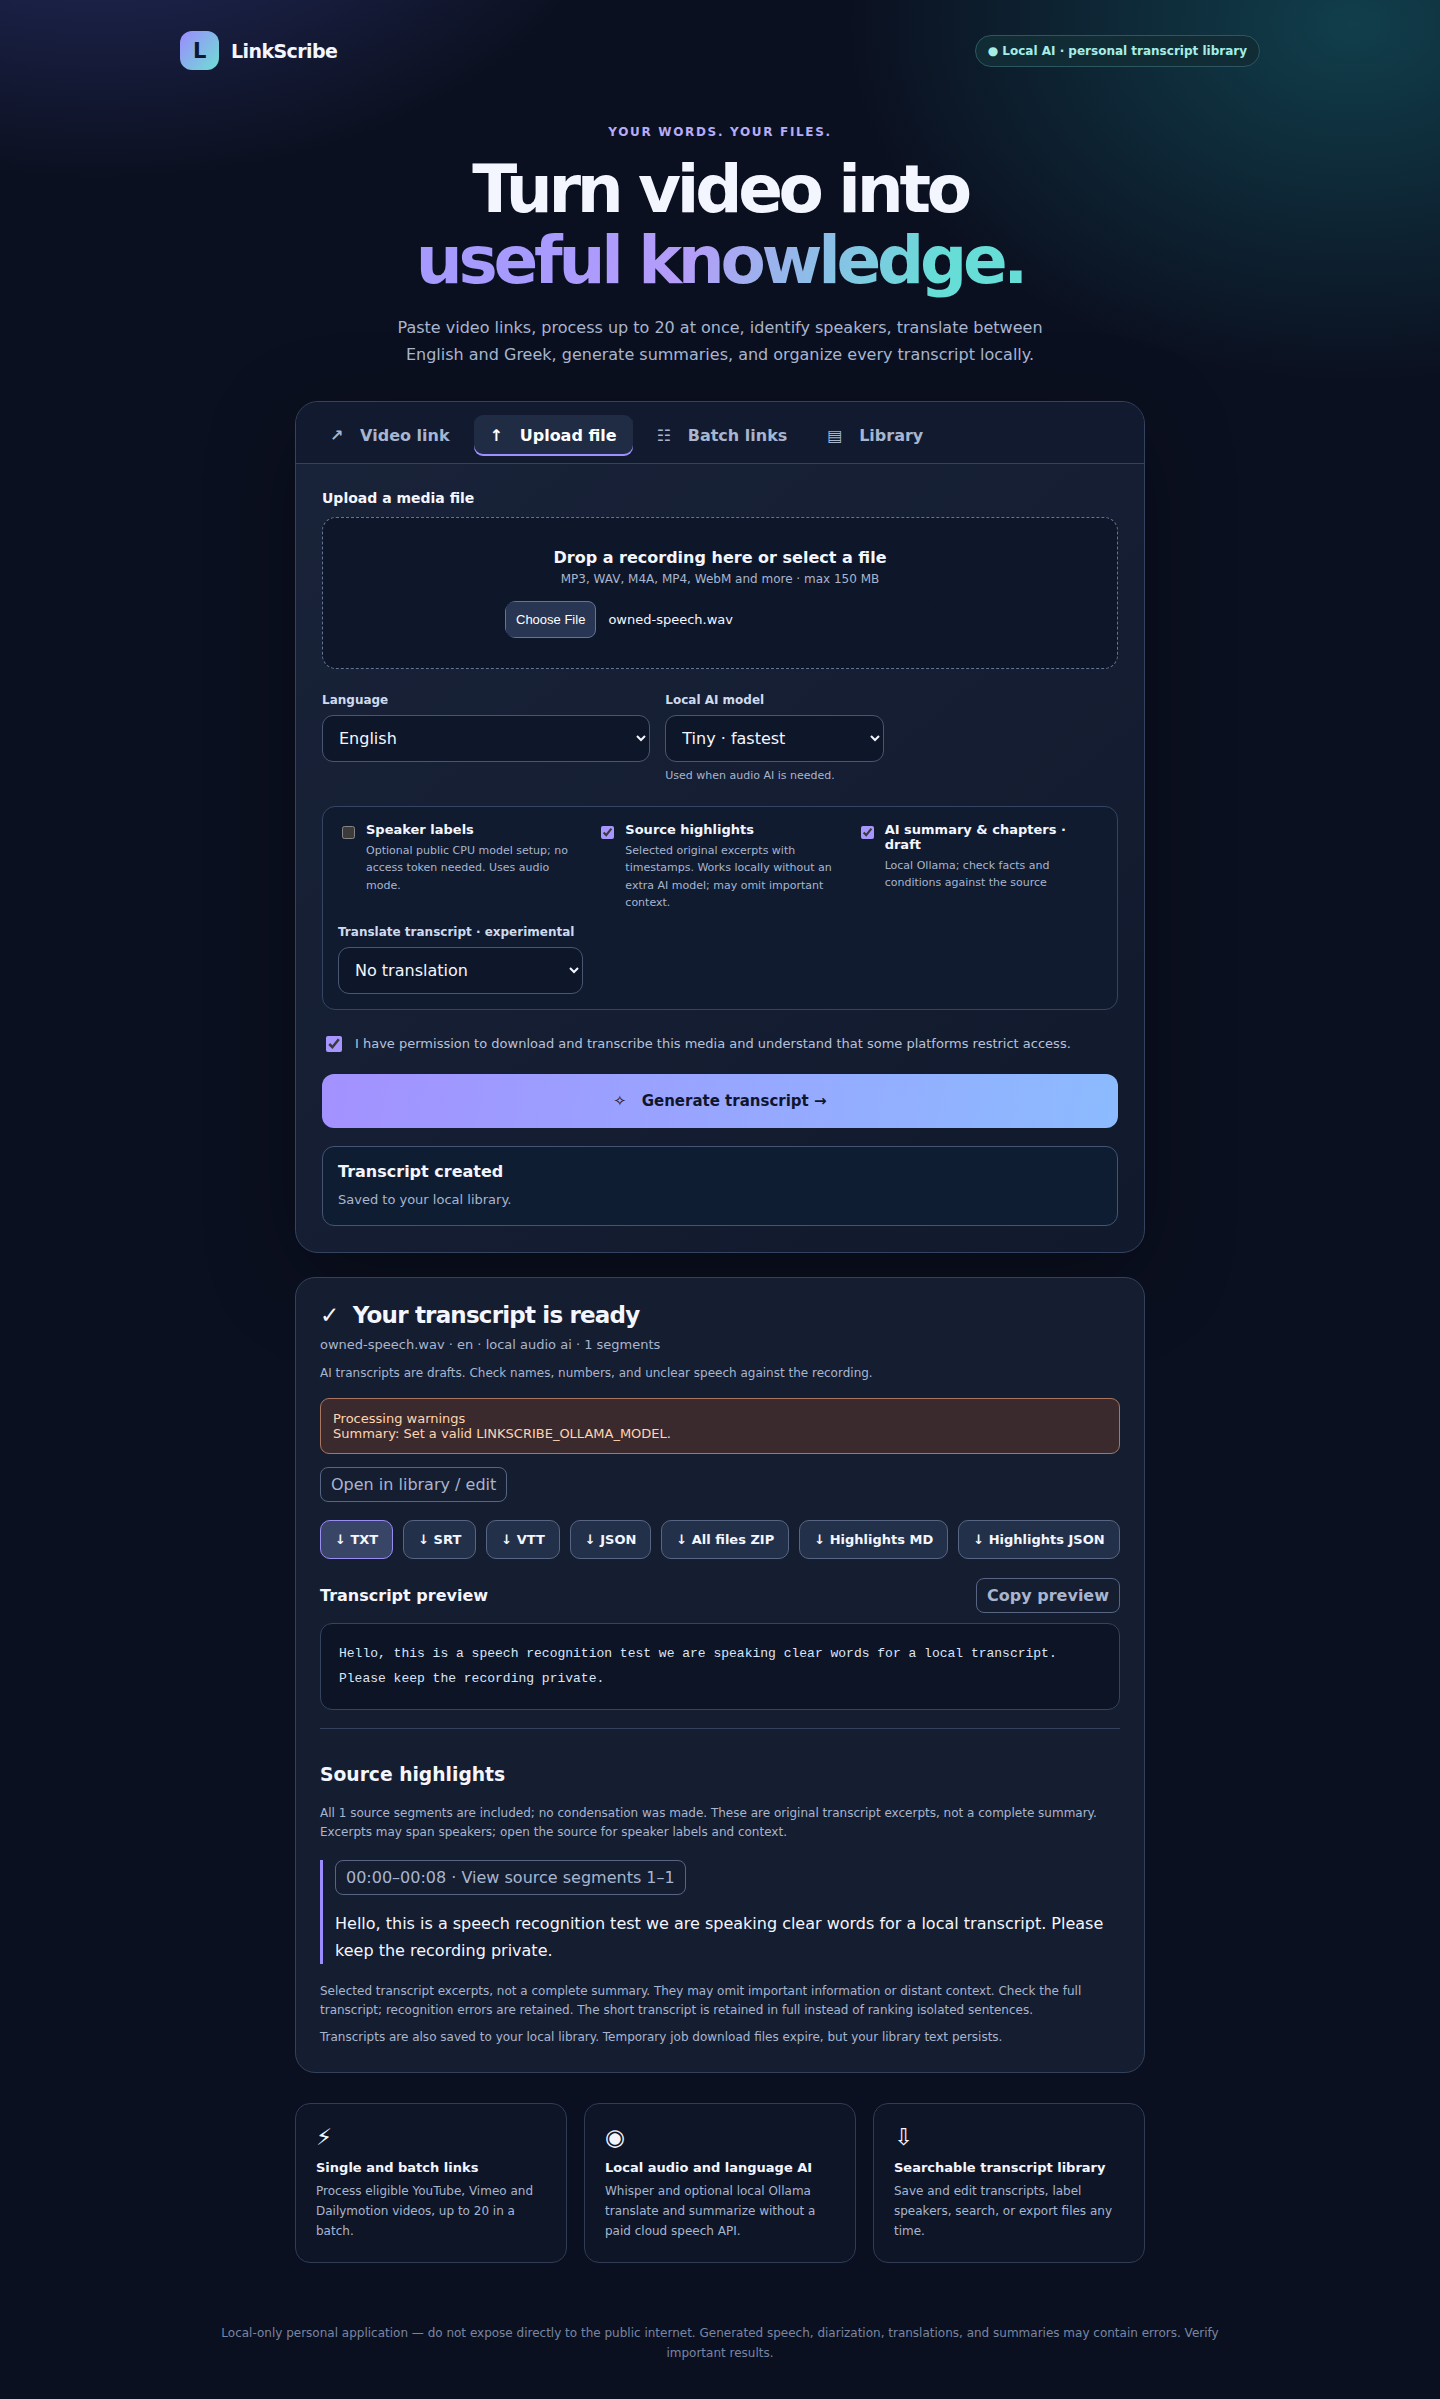 L LinkScribe
● Local AI · personal transcript library
YOUR WORDS. YOUR FILES.
Turn video into
useful knowledge.
Paste video links, process up to 20 at once, identify speakers, translate between
English and Greek, generate summaries, and organize every transcript locally.
↗ Video link
↑ Upload file
☷ Batch links
▤ Library
Upload a media file
Drop a recording here or select a file
MP3, WAV, M4A, MP4, WebM and more · max 150 MB
Choose File owned-speech.wav
Language
English
Local AI model
Tiny · fastest
Used when audio AI is needed.
Speaker labels
Optional public CPU model setup; no
access token needed. Uses audio
mode.
Source highlights
Selected original excerpts with
timestamps. Works locally without an
extra AI model; may omit important
context.
AI summary & chapters ·
draft
Local Ollama; check facts and
conditions against the source
Translate transcript · experimental
No translation
I have permission to download and transcribe this media and understand that some platforms restrict access.
✧ Generate transcript →
Transcript created
Saved to your local library.
✓ Your transcript is ready
owned-speech.wav · en · local audio ai · 1 segments
AI transcripts are drafts. Check names, numbers, and unclear speech against the recording.
Processing warnings
Summary: Set a valid LINKSCRIBE_OLLAMA_MODEL.
Open in library / edit
↓ TXT
↓ SRT
↓ VTT
↓ JSON
↓ All files ZIP
↓ Highlights MD
↓ Highlights JSON
Transcript preview
Copy preview
Hello, this is a speech recognition test we are speaking clear words for a local transcript.
Please keep the recording private.
Source highlights
All 1 source segments are included; no condensation was made. These are original transcript excerpts, not a complete summary.
Excerpts may span speakers; open the source for speaker labels and context.
00:00–00:08 · View source segments 1–1
Hello, this is a speech recognition test we are speaking clear words for a local transcript. Please
keep the recording private.
Selected transcript excerpts, not a complete summary. They may omit important information or distant context. Check the full
transcript; recognition errors are retained. The short transcript is retained in full instead of ranking isolated sentences.
Transcripts are also saved to your local library. Temporary job download files expire, but your library text persists.
⚡
Single and batch links
Process eligible YouTube, Vimeo and
Dailymotion videos, up to 20 in a
batch.
◉
Local audio and language AI
Whisper and optional local Ollama
translate and summarize without a
paid cloud speech API.
⇩
Searchable transcript library
Save and edit transcripts, label
speakers, search, or export files any
time.
Local-only personal application — do not expose directly to the public internet. Generated speech, diarization, translations, and summaries may contain errors. Verify
important results.